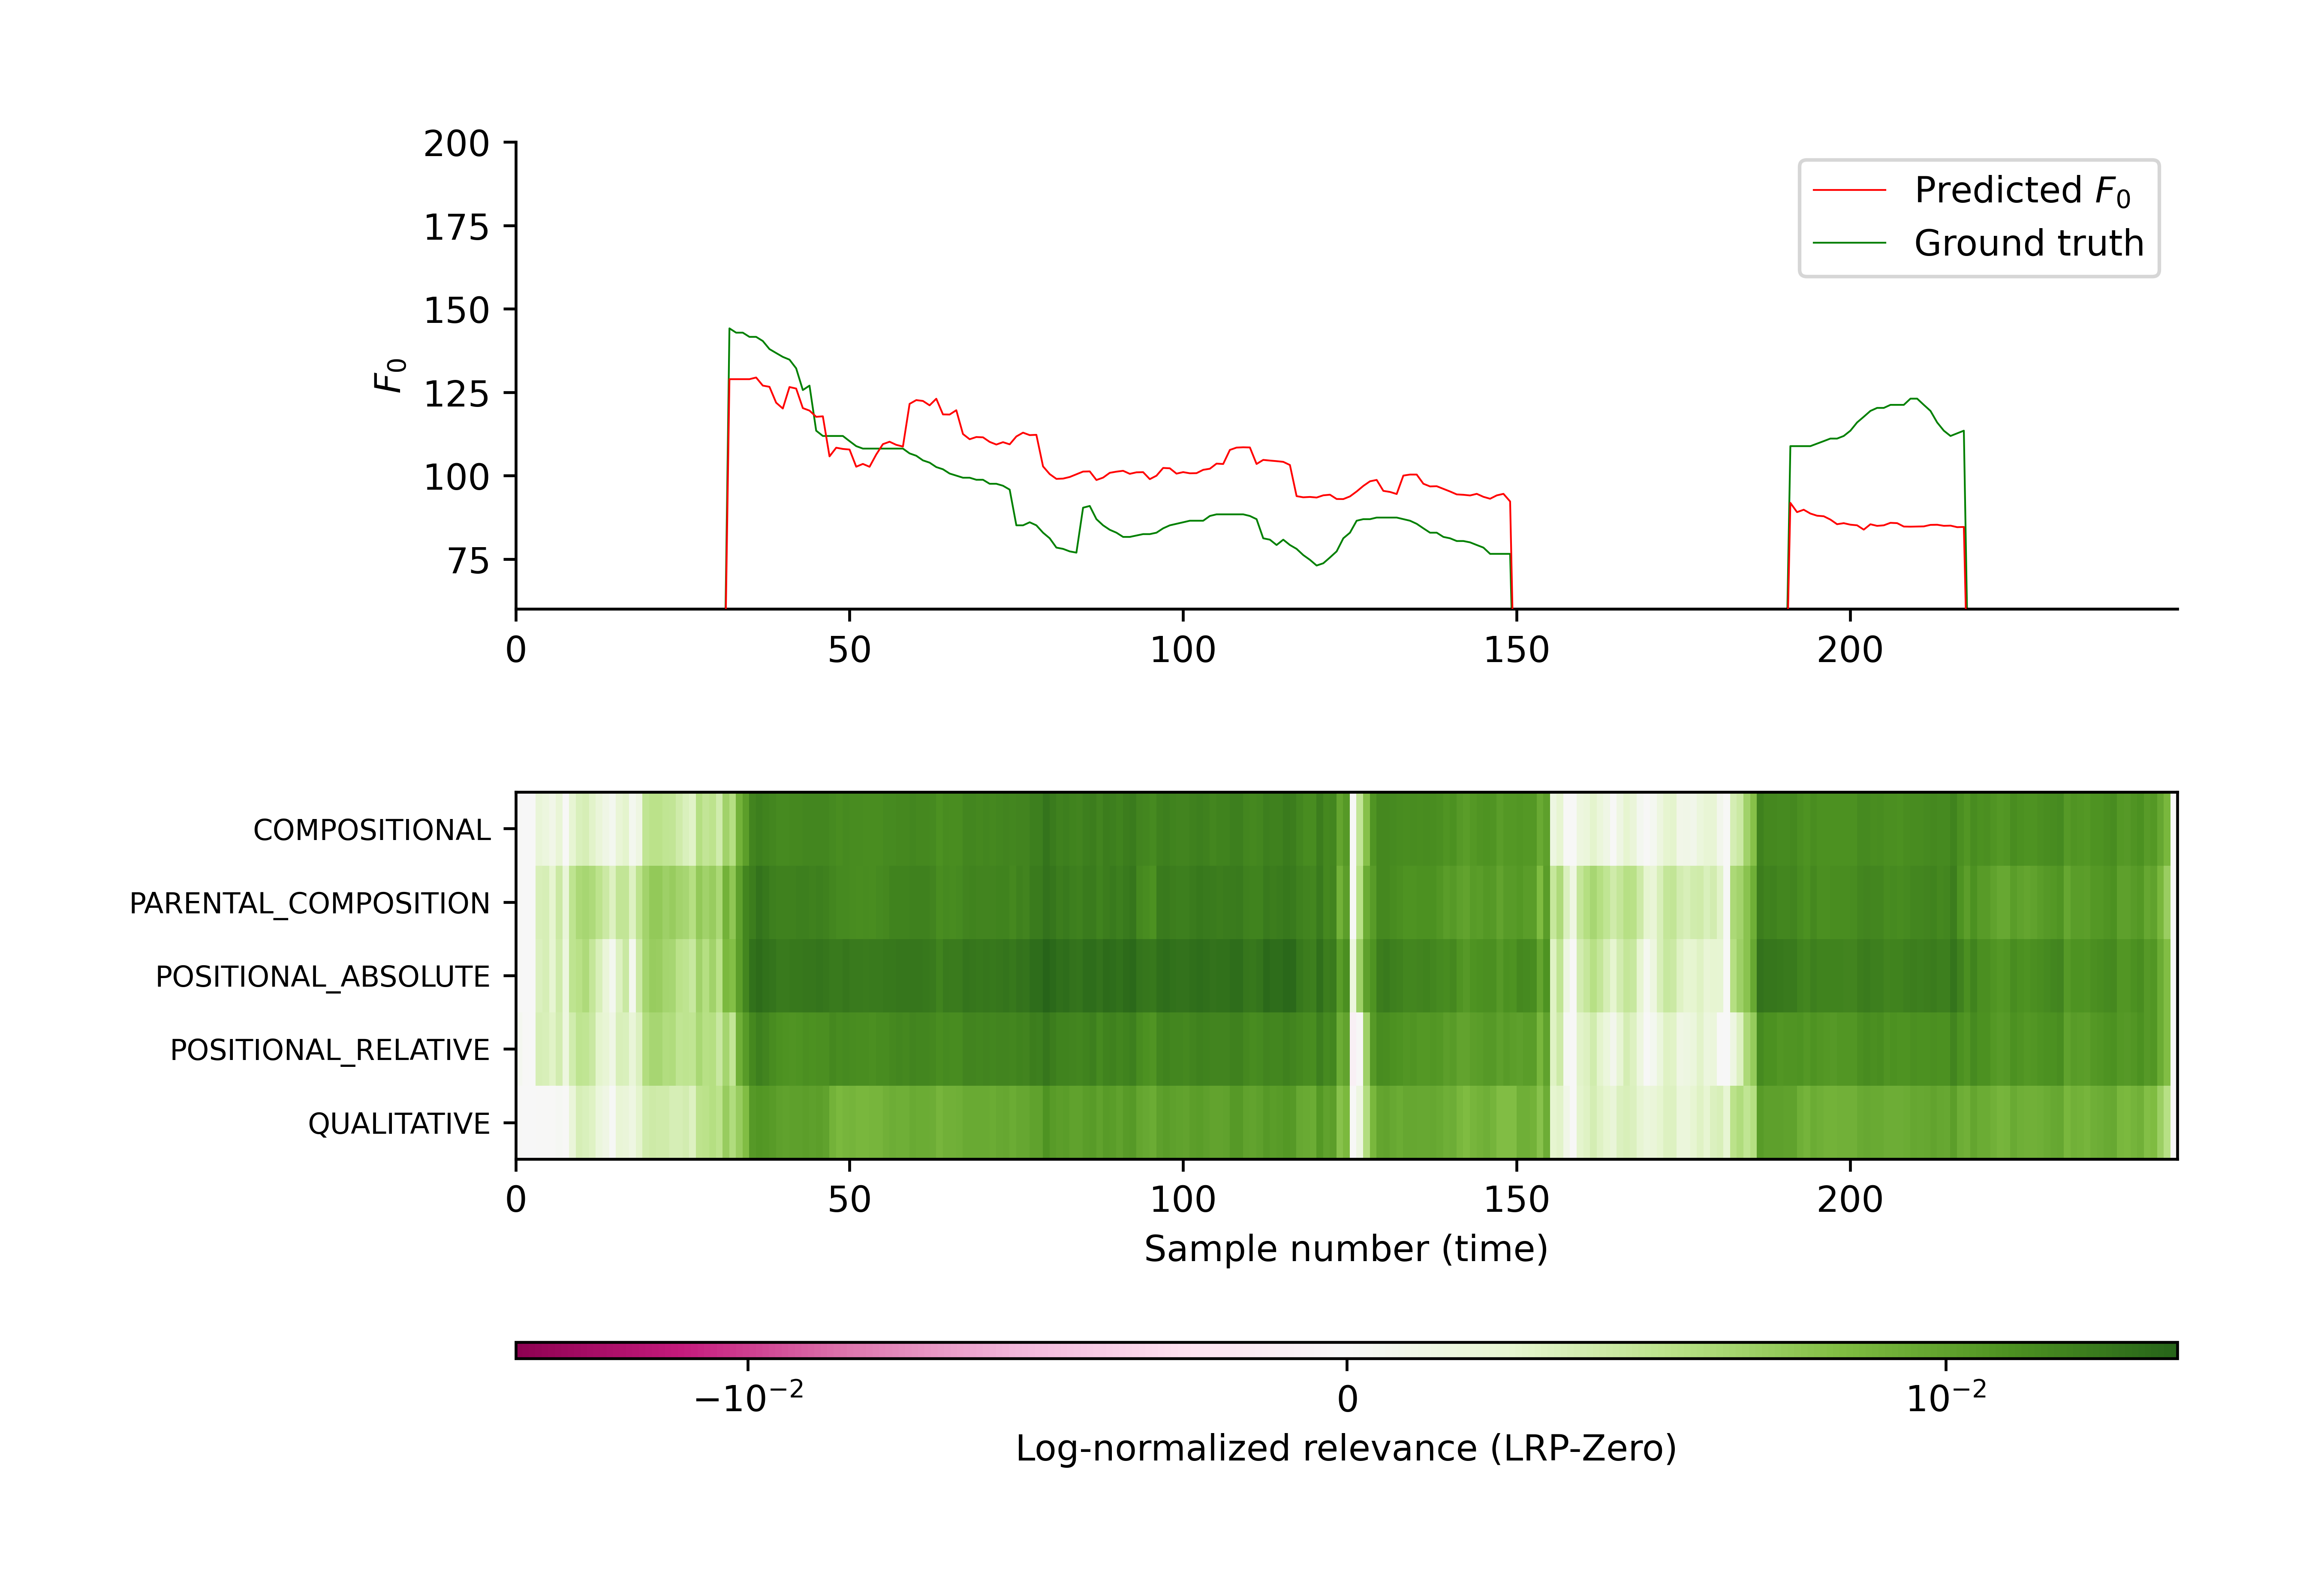 200
175
150
125
100
75
F₀
Predicted F₀
Ground truth
0 50 100 150 200
COMPOSITIONAL
PARENTAL_COMPOSITION
POSITIONAL_ABSOLUTE
POSITIONAL_RELATIVE
QUALITATIVE
0 50 100 150 200
Sample number (time)
−10⁻² 0 10⁻²
Log-normalized relevance (LRP-Zero)